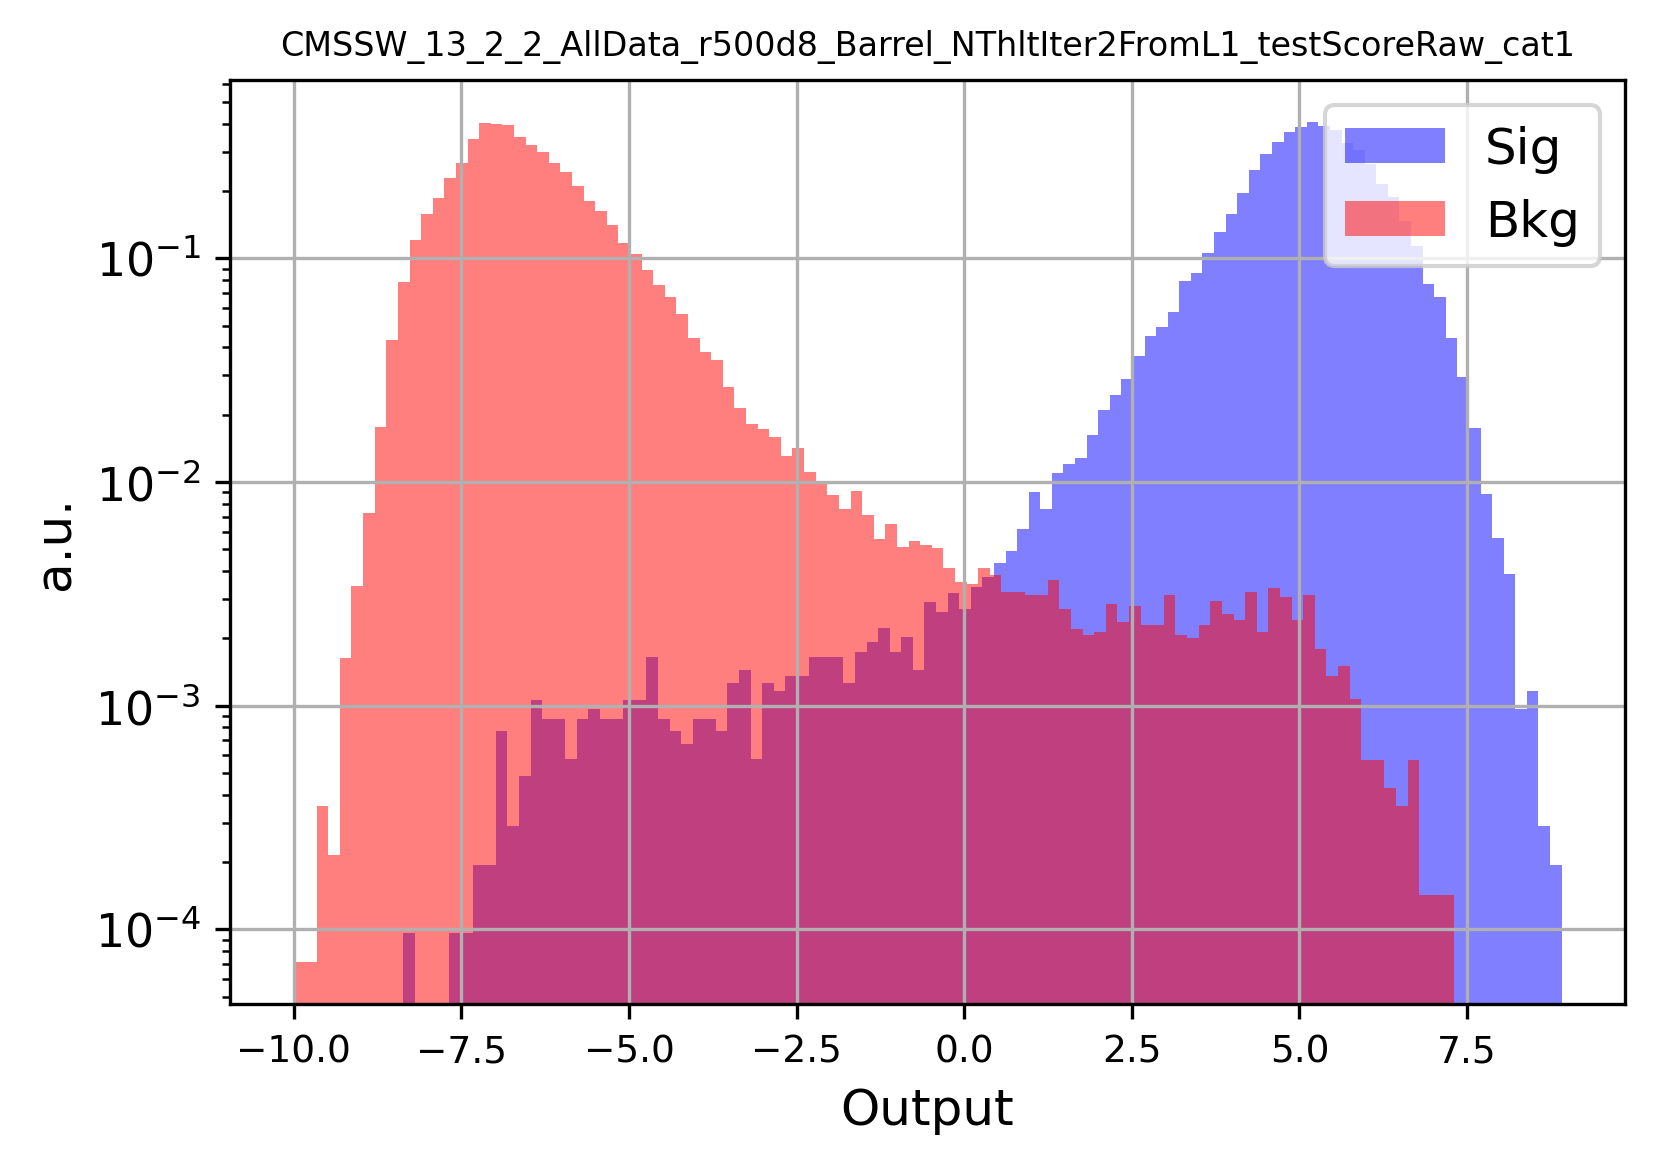 CMSSW_13_2_2_AllData_r500d8_Barrel_NThltIter2FromL1_testScoreRaw_cat1
Sig
Bkg
10⁻¹
10⁻²
10⁻³
10⁻⁴
a.u.
−10.0 −7.5 −5.0 −2.5 0.0 2.5 5.0 7.5
Output